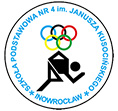 SZKOŁA PODSTAWOWA NR 4 im. JANUSZA KUSOCIŃSKIEGO
INOWROCŁAW